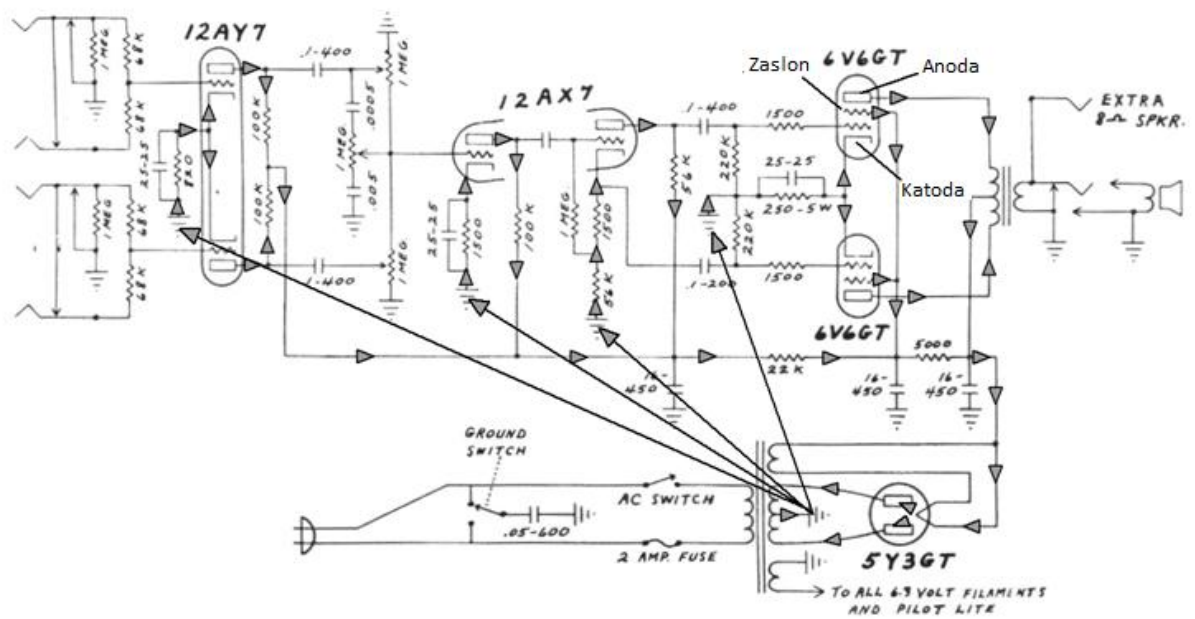 12AY7
1 MEG
68K
68K
25-25
820
100K
100K
.1-400
.0005
1 MEG
.005
1 MEG
1 MEG
68K
68K
1 MEG
.1-400
12AX7
25-25
1500
100K
1 MEG
1500
56K
56K
.1-400
220K
220K
.1-200
1500
25-25
250-5W
1500
Zaslon
6V6GT
Anoda
Katoda
6V6GT
EXTRA
8-Ω SPKR.
22K
5000
16-
450
16-
450
16-
450
GROUND
SWITCH
AC SWITCH
.05-600
2 AMP. FUSE
5Y3GT
TO ALL 6.3 VOLT FILAMENTS
AND PILOT LITE